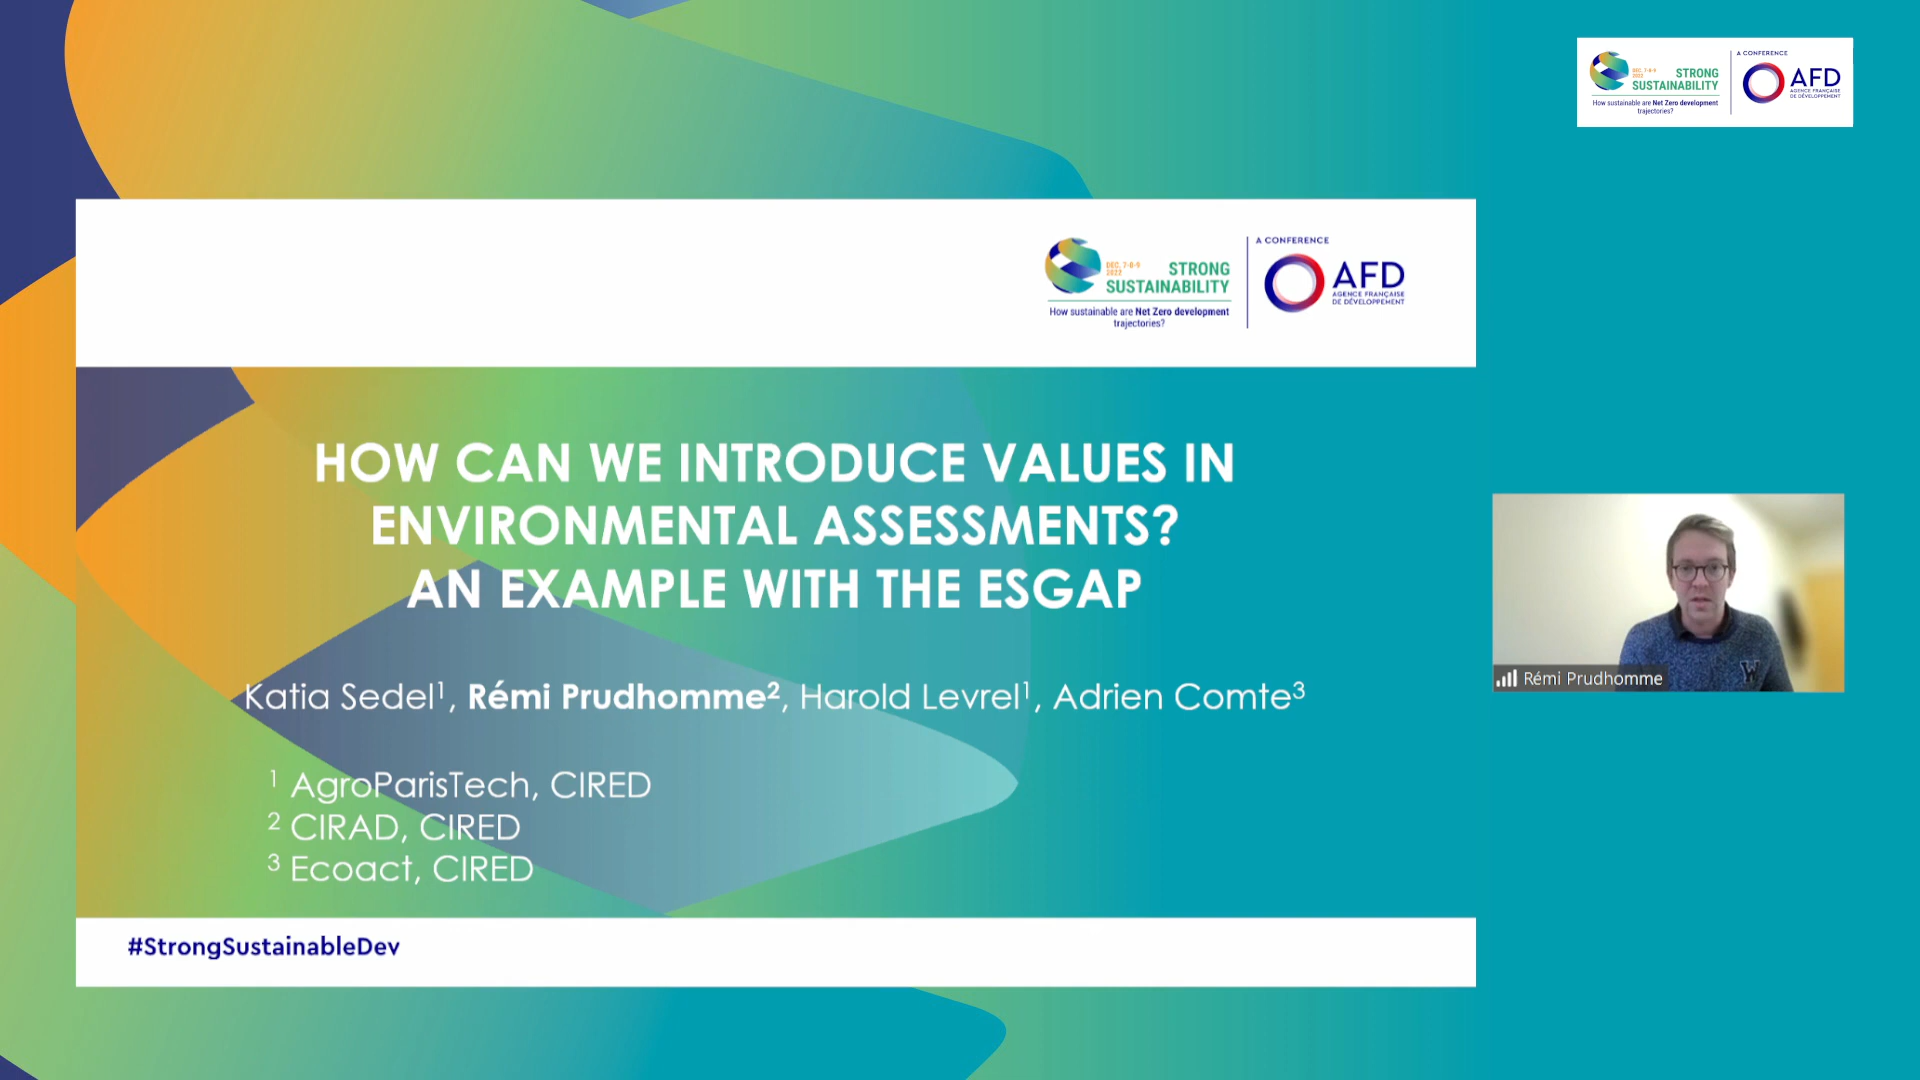 A CONFERENCE
DEC. 7-8-9
2022
STRONG
SUSTAINABILITY
How sustainable are Net Zero development
trajectories?
AFD
AGENCE FRANÇAISE
DE DÉVELOPPEMENT
A CONFERENCE
DEC. 7-8-9
2022
STRONG
SUSTAINABILITY
How sustainable are Net Zero development
trajectories?
AFD
AGENCE FRANÇAISE
DE DÉVELOPPEMENT
HOW CAN WE INTRODUCE VALUES IN
ENVIRONMENTAL ASSESSMENTS?
AN EXAMPLE WITH THE ESGAP
Katia Sedel¹, Rémi Prudhomme², Harold Levrel¹, Adrien Comte³
¹ AgroParisTech, CIRED
² CIRAD, CIRED
³ Ecoact, CIRED
#StrongSustainableDev
W
Rémi Prudhomme